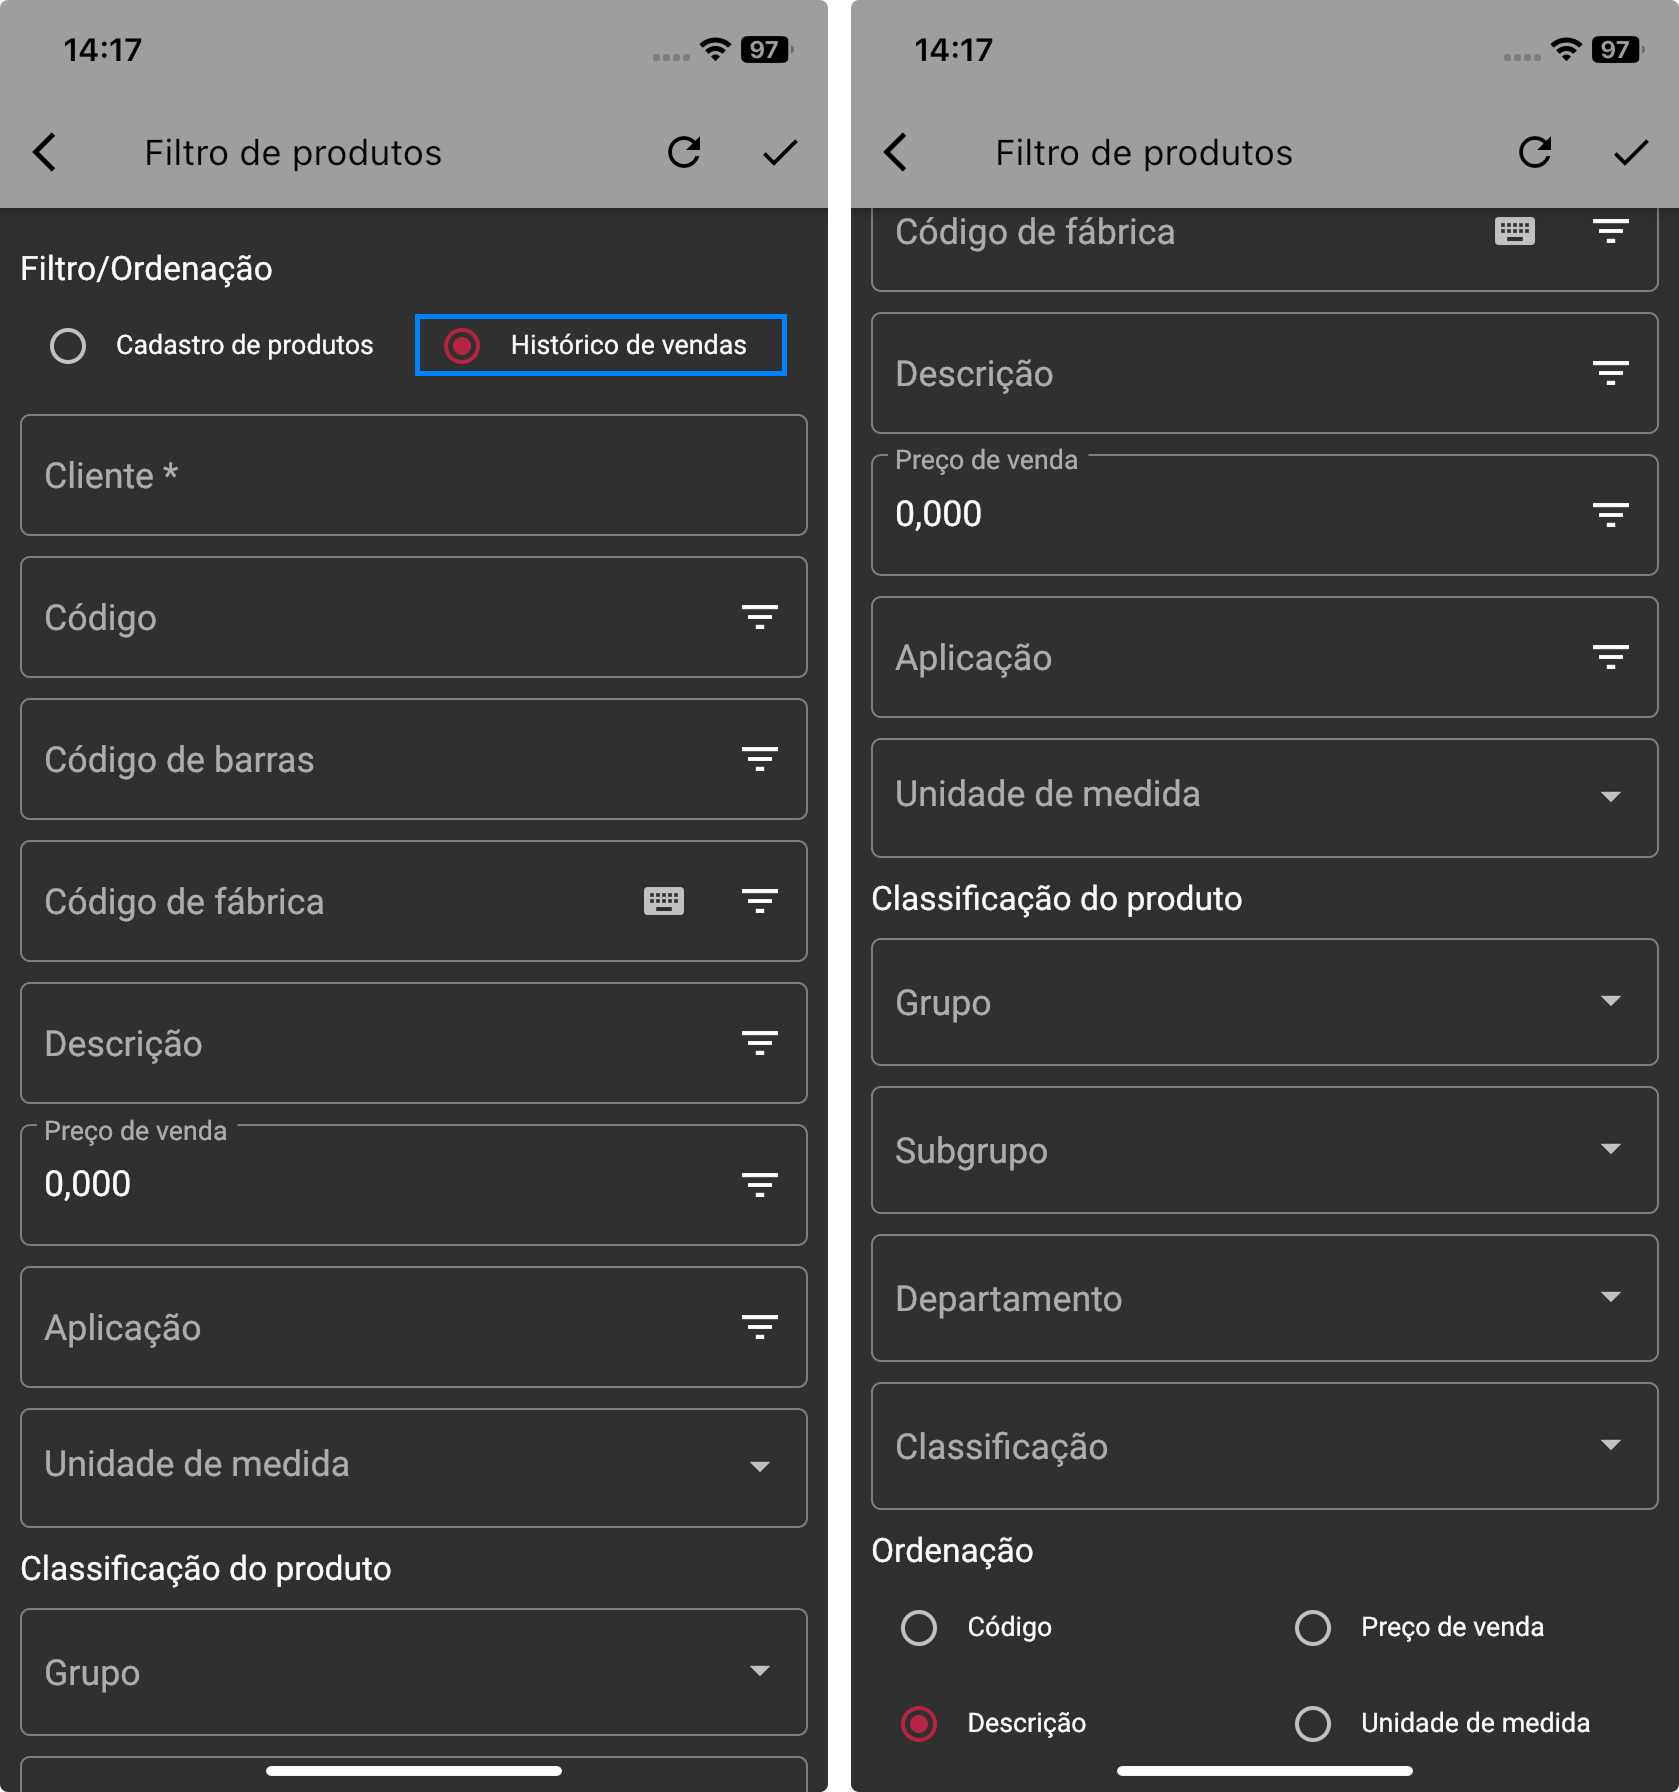 14:17
97
Filtro de produtos
Filtro/Ordenação
Cadastro de produtos
Histórico de vendas
Cliente *
Código
Código de barras
Código de fábrica
Descrição
Preço de venda
0,000
Aplicação
Unidade de medida
Classificação do produto
Grupo
14:17
97
Filtro de produtos
Código de fábrica
Descrição
Preço de venda
0,000
Aplicação
Unidade de medida
Classificação do produto
Grupo
Subgrupo
Departamento
Classificação
Ordenação
Código
Preço de venda
Descrição
Unidade de medida